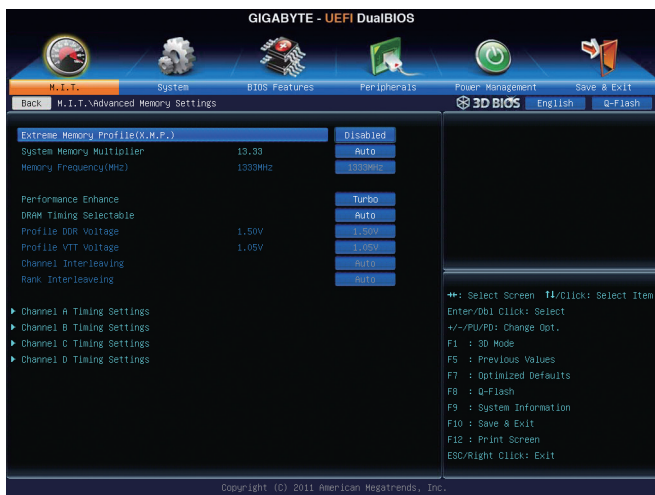 GIGABYTE - UEFI DualBIOS
M.I.T. System BIOS Features Peripherals Power Management Save & Exit
Back M.I.T.\Advanced Memory Settings 3D BIOS English Q-Flash
Extreme Memory Profile(X.M.P.) Disabled
System Memory Multiplier 13.33 Auto
Memory Frequency(MHz) 1333MHz 1333MHz
Performance Enhance Turbo
DRAM Timing Selectable Auto
Profile DDR Voltage 1.50V 1.50V
Profile VTT Voltage 1.05V 1.05V
Channel Interleaving Auto
Rank Interleaveing Auto
Channel A Timing Settings
Channel B Timing Settings
Channel C Timing Settings
Channel D Timing Settings
↔: Select Screen ↑↓/Click: Select Item
Enter/Dbl Click: Select
+/-/PU/PD: Change Opt.
F1 : 3D Mode
F5 : Previous Values
F7 : Optimized Defaults
F8 : Q-Flash
F9 : System Information
F10 : Save & Exit
F12 : Print Screen
ESC/Right Click: Exit
Copyright (C) 2011 American Megatrends, Inc.